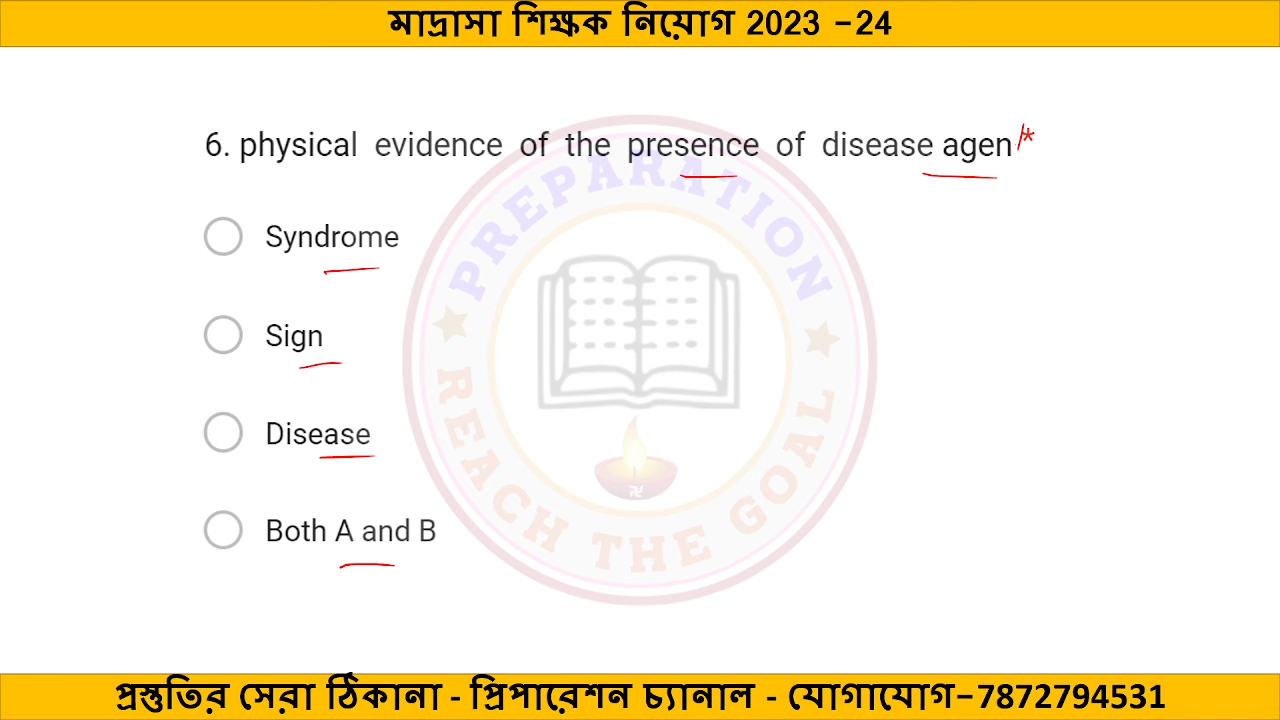 মাদ্রাসা শিক্ষক নিয়োগ 2023 -24
6. physical evidence of the presence of disease agen *
Syndrome
Sign
Disease
Both A and B
PREPARATION
REACH THE GOAL
প্রস্তুতির সেরা ঠিকানা - প্রিপারেশন চ্যানাল - যোগাযোগ-7872794531